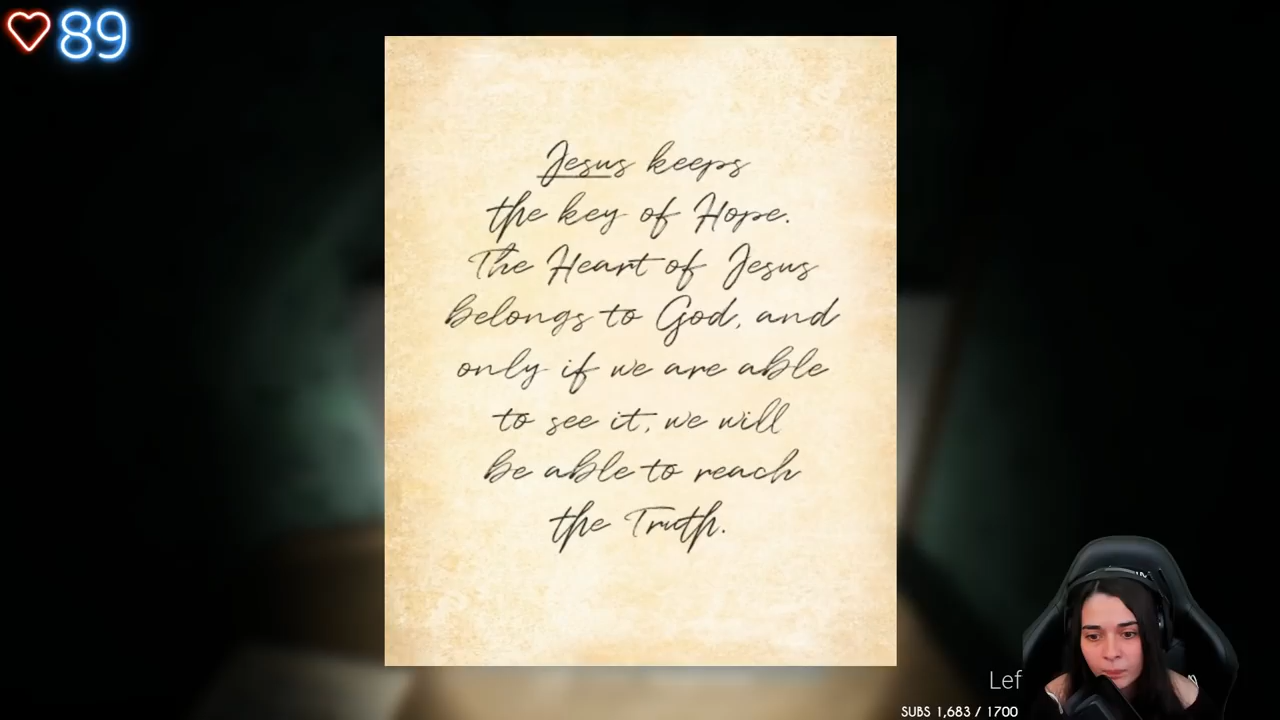 89
Jesus keeps
the key of Hope.
The Heart of Jesus
belongs to God, and
only if we are able
to see it, we will
be able to reach
the Truth.
SUBS 1,683 / 1700